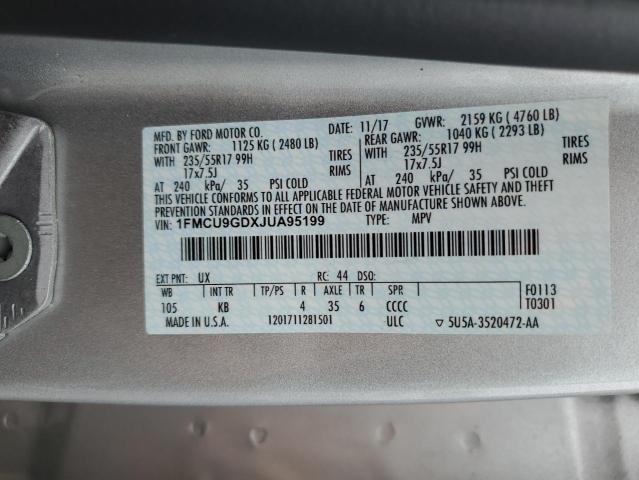 MFD. BY FORD MOTOR CO. DATE: 11/17 GVWR: 2159 KG ( 4760 LB)
FRONT GAWR: 1125 KG ( 2480 LB) REAR GAWR: 1040 KG ( 2293 LB)
WITH 235/55R17 99H TIRES WITH 235/55R17 99H TIRES
17x7.5J RIMS 17x7.5J RIMS
AT 240 kPa/ 35 PSI COLD AT 240 kPa/ 35 PSI COLD
THIS VEHICLE CONFORMS TO ALL APPLICABLE FEDERAL MOTOR VEHICLE SAFETY AND THEFT
PREVENTION STANDARDS IN EFFECT ON THE DATE OF MANUFACTURE SHOWN ABOVE.
VIN: 1FMCU9GDXJUA95199 TYPE: MPV
EXT PNT: UX RC: 44 DSO: F0113
WB INT TR TP/PS R AXLE TR SPR T0301
105 KB 4 35 6 CCCC
MADE IN U.S.A. 1201711281501 ULC ▽ 5U5A-3520472-AA